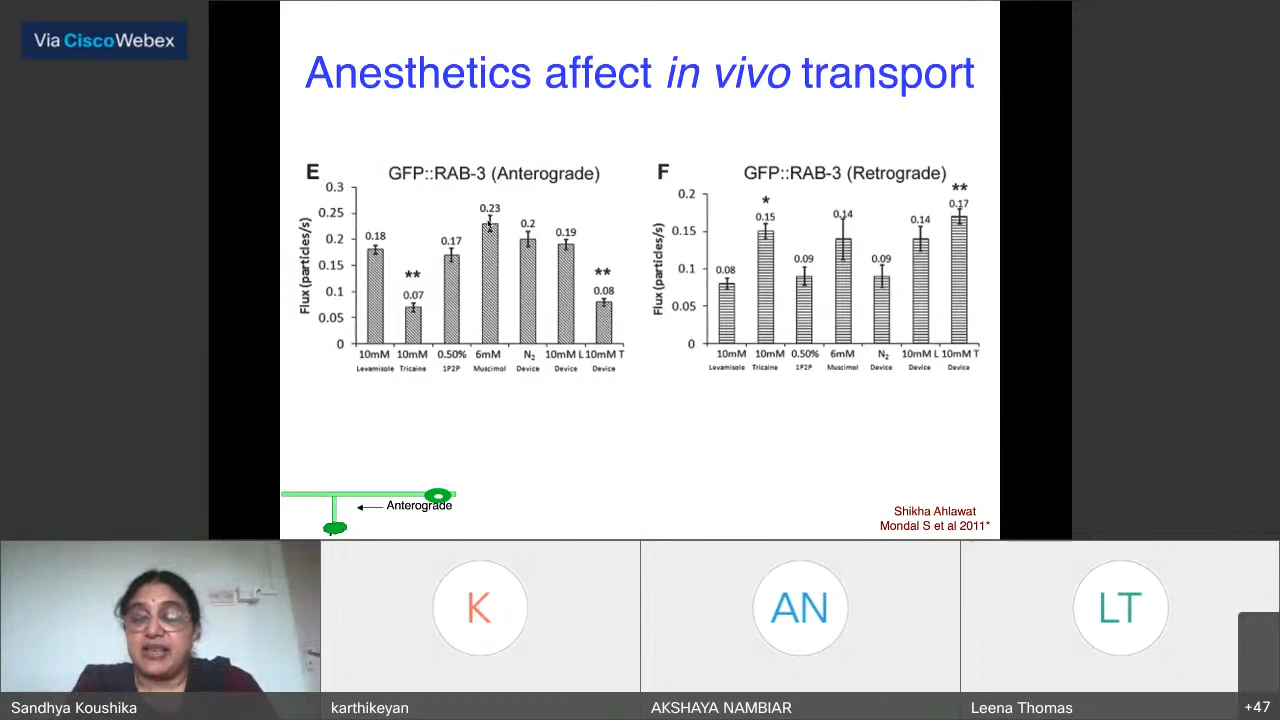 Via Cisco Webex
Anesthetics affect in vivo transport
E
GFP::RAB-3 (Anterograde)
Flux (particles/s)
0.3
0.25
0.2
0.15
0.1
0.05
0
0.18
**
0.07
0.17
0.23
0.2
0.19
**
0.08
10mM Levamisole
10mM Tricaine
0.50% 1P2P
6mM Muscimol
N2 Device
10mM L Device
10mM T Device
F
GFP::RAB-3 (Retrograde)
Flux (particles/s)
0.2
0.15
0.1
0.05
0
0.08
*
0.15
0.09
0.14
0.09
0.14
**
0.17
10mM Levamisole
10mM Tricaine
0.50% 1P2P
6mM Muscimol
N2 Device
10mM L Device
10mM T Device
Anterograde
Shikha Ahlawat
Mondal S et al 2011*
K
AN
LT
Sandhya Koushika
karthikeyan
AKSHAYA NAMBIAR
Leena Thomas
+47